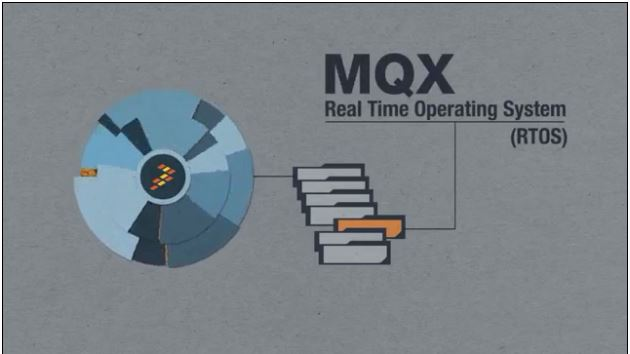 MQX
Real Time Operating System
(RTOS)